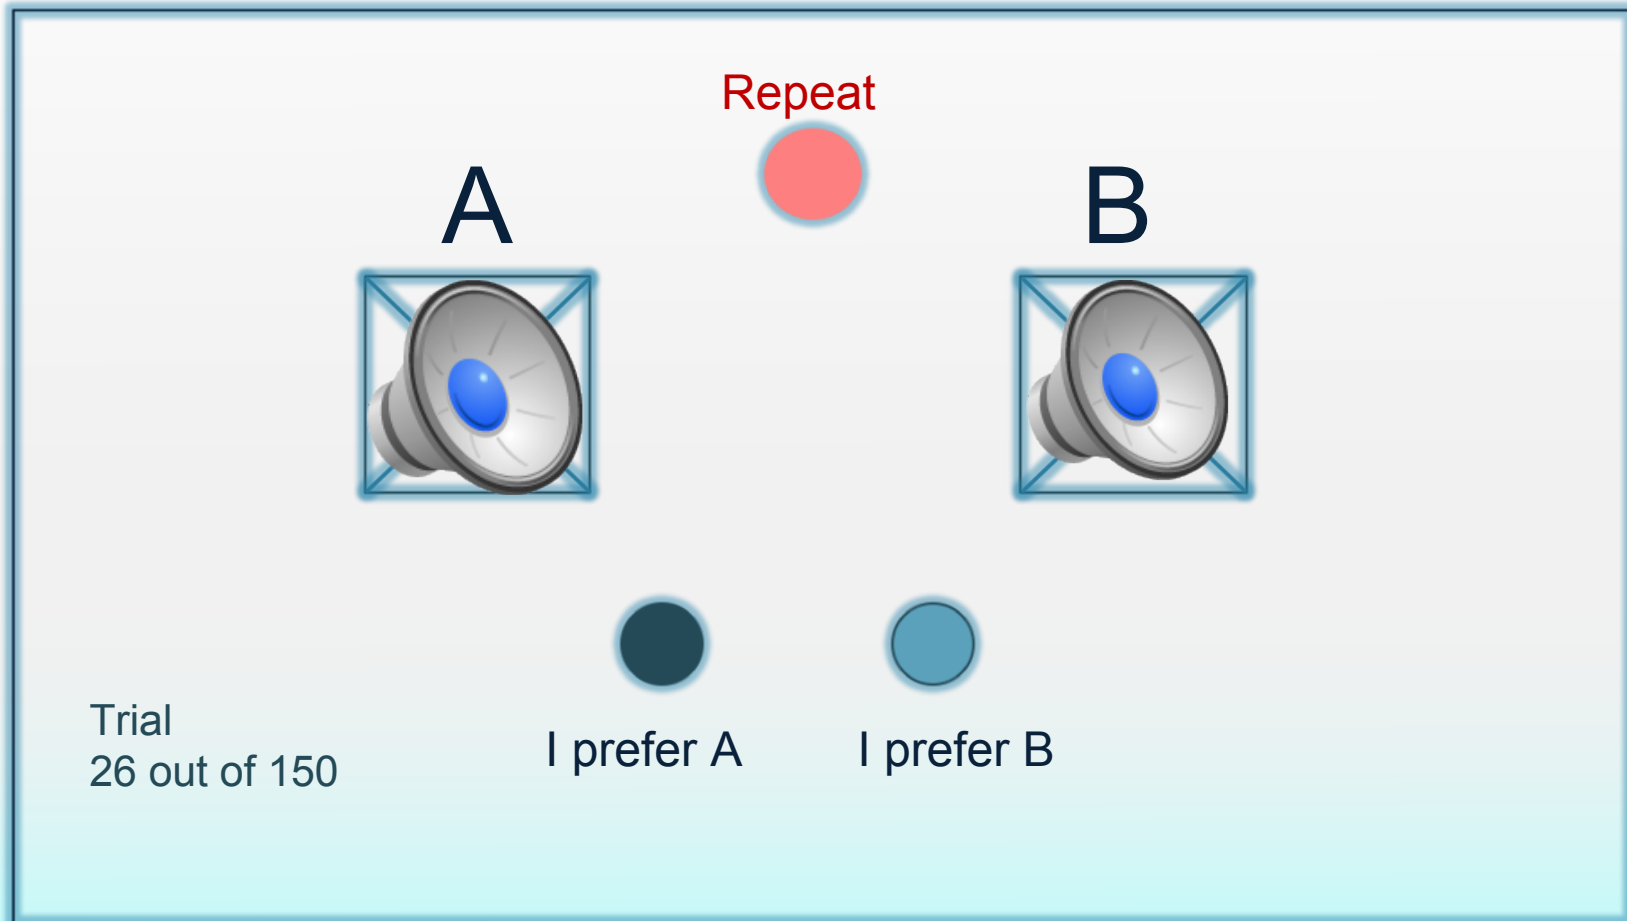 Repeat
A
B
I prefer A
I prefer B
Trial
26 out of 150